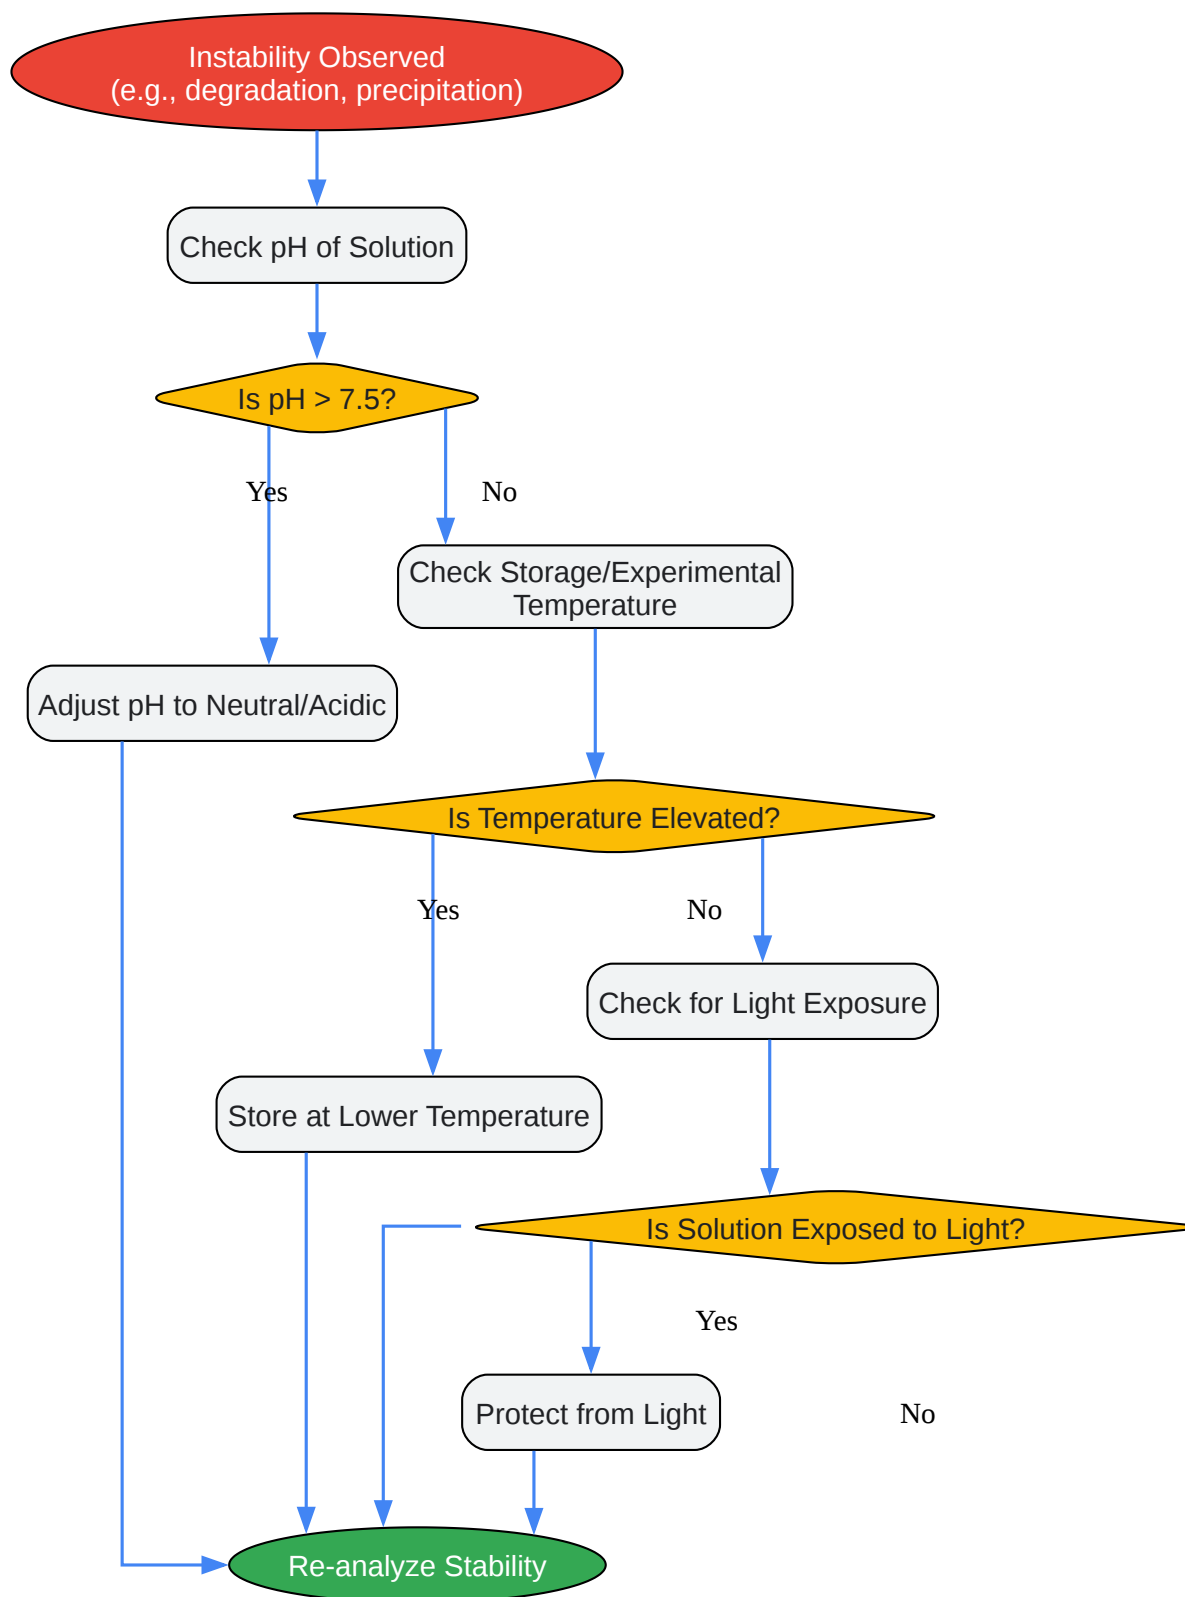 Instability Observed
(e.g., degradation, precipitation)
Check pH of Solution
Is pH > 7.5?
Yes
No
Check Storage/Experimental
Temperature
Adjust pH to Neutral/Acidic
Is Temperature Elevated?
Yes
No
Check for Light Exposure
Store at Lower Temperature
Is Solution Exposed to Light?
Yes
Protect from Light
No
Re-analyze Stability